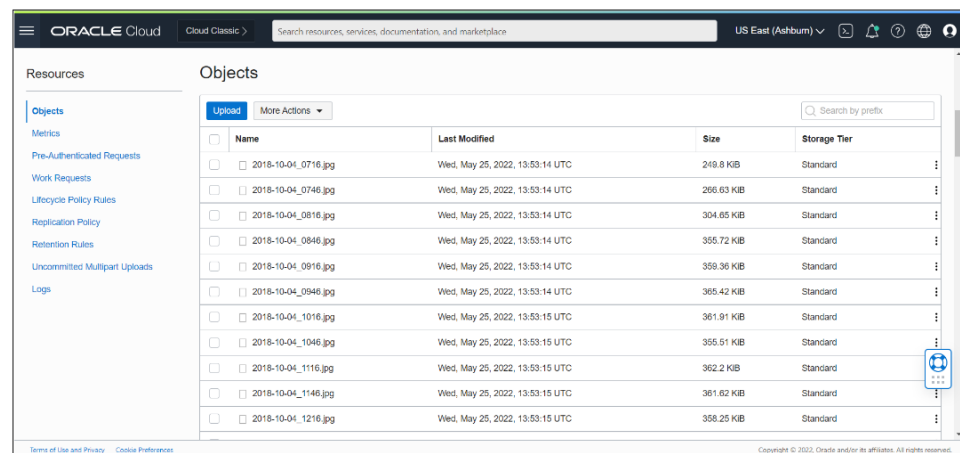 ORACLE Cloud Cloud Classic > Search resources, services, documentation, and marketplace US East (Ashburn)
Resources
Objects
Metrics
Pre-Authenticated Requests
Work Requests
Lifecycle Policy Rules
Replication Policy
Retention Rules
Uncommitted Multipart Uploads
Logs
Objects
Upload More Actions Search by prefix
Name Last Modified Size Storage Tier
2018-10-04_0716.jpg Wed, May 25, 2022, 13:53:14 UTC 249.8 KiB Standard
2018-10-04_0746.jpg Wed, May 25, 2022, 13:53:14 UTC 266.63 KiB Standard
2018-10-04_0816.jpg Wed, May 25, 2022, 13:53:14 UTC 304.65 KiB Standard
2018-10-04_0846.jpg Wed, May 25, 2022, 13:53:14 UTC 355.72 KiB Standard
2018-10-04_0916.jpg Wed, May 25, 2022, 13:53:14 UTC 359.36 KiB Standard
2018-10-04_0946.jpg Wed, May 25, 2022, 13:53:14 UTC 365.42 KiB Standard
2018-10-04_1016.jpg Wed, May 25, 2022, 13:53:15 UTC 361.91 KiB Standard
2018-10-04_1046.jpg Wed, May 25, 2022, 13:53:15 UTC 355.51 KiB Standard
2018-10-04_1116.jpg Wed, May 25, 2022, 13:53:15 UTC 362.2 KiB Standard
2018-10-04_1146.jpg Wed, May 25, 2022, 13:53:15 UTC 361.62 KiB Standard
2018-10-04_1216.jpg Wed, May 25, 2022, 13:53:15 UTC 358.25 KiB Standard
Terms of Use and Privacy Cookie Preferences Copyright © 2022, Oracle and/or its affiliates. All rights reserved.